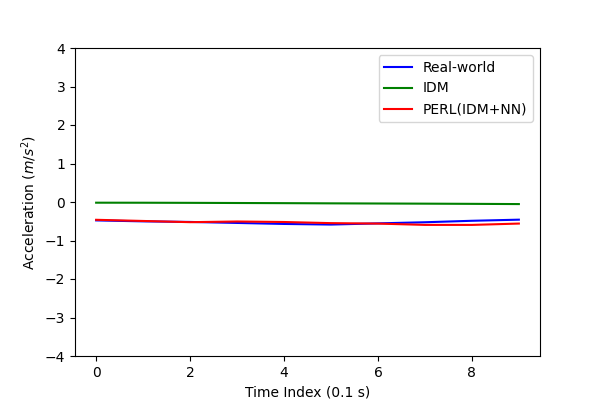 Real-world
IDM
PERL(IDM+NN)
4
3
2
1
0
−1
−2
−3
−4
Acceleration (m/s²)
0
2
4
6
8
Time Index (0.1 s)